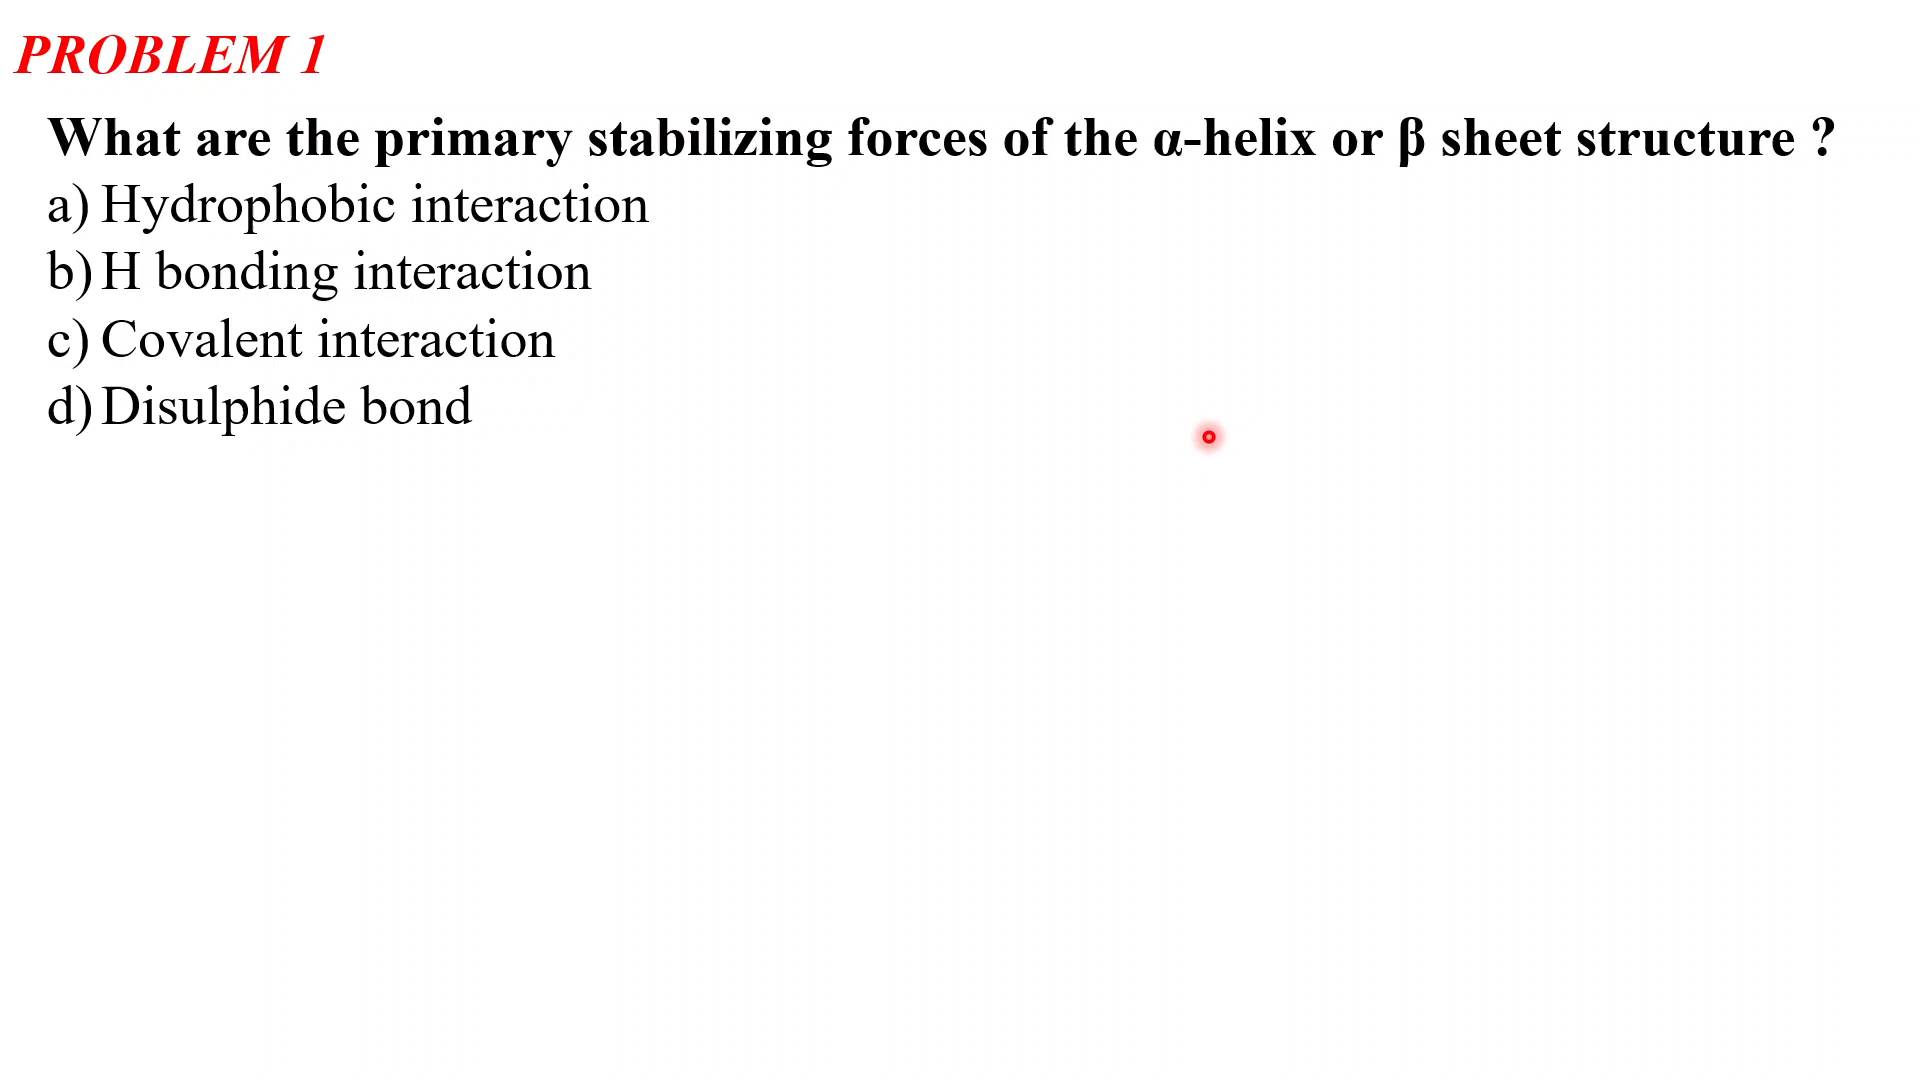 PROBLEM 1
What are the primary stabilizing forces of the α-helix or β sheet structure ?
a) Hydrophobic interaction
b) H bonding interaction
c) Covalent interaction
d) Disulphide bond